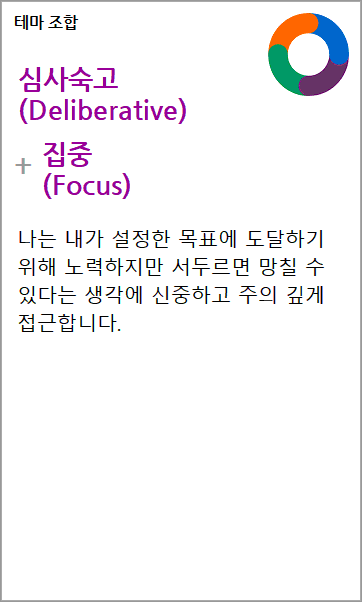 테마 조합
심사숙고
(Deliberative)
+ 집중
(Focus)
나는 내가 설정한 목표에 도달하기
위해 노력하지만 서두르면 망칠 수
있다는 생각에 신중하고 주의 깊게
접근합니다.